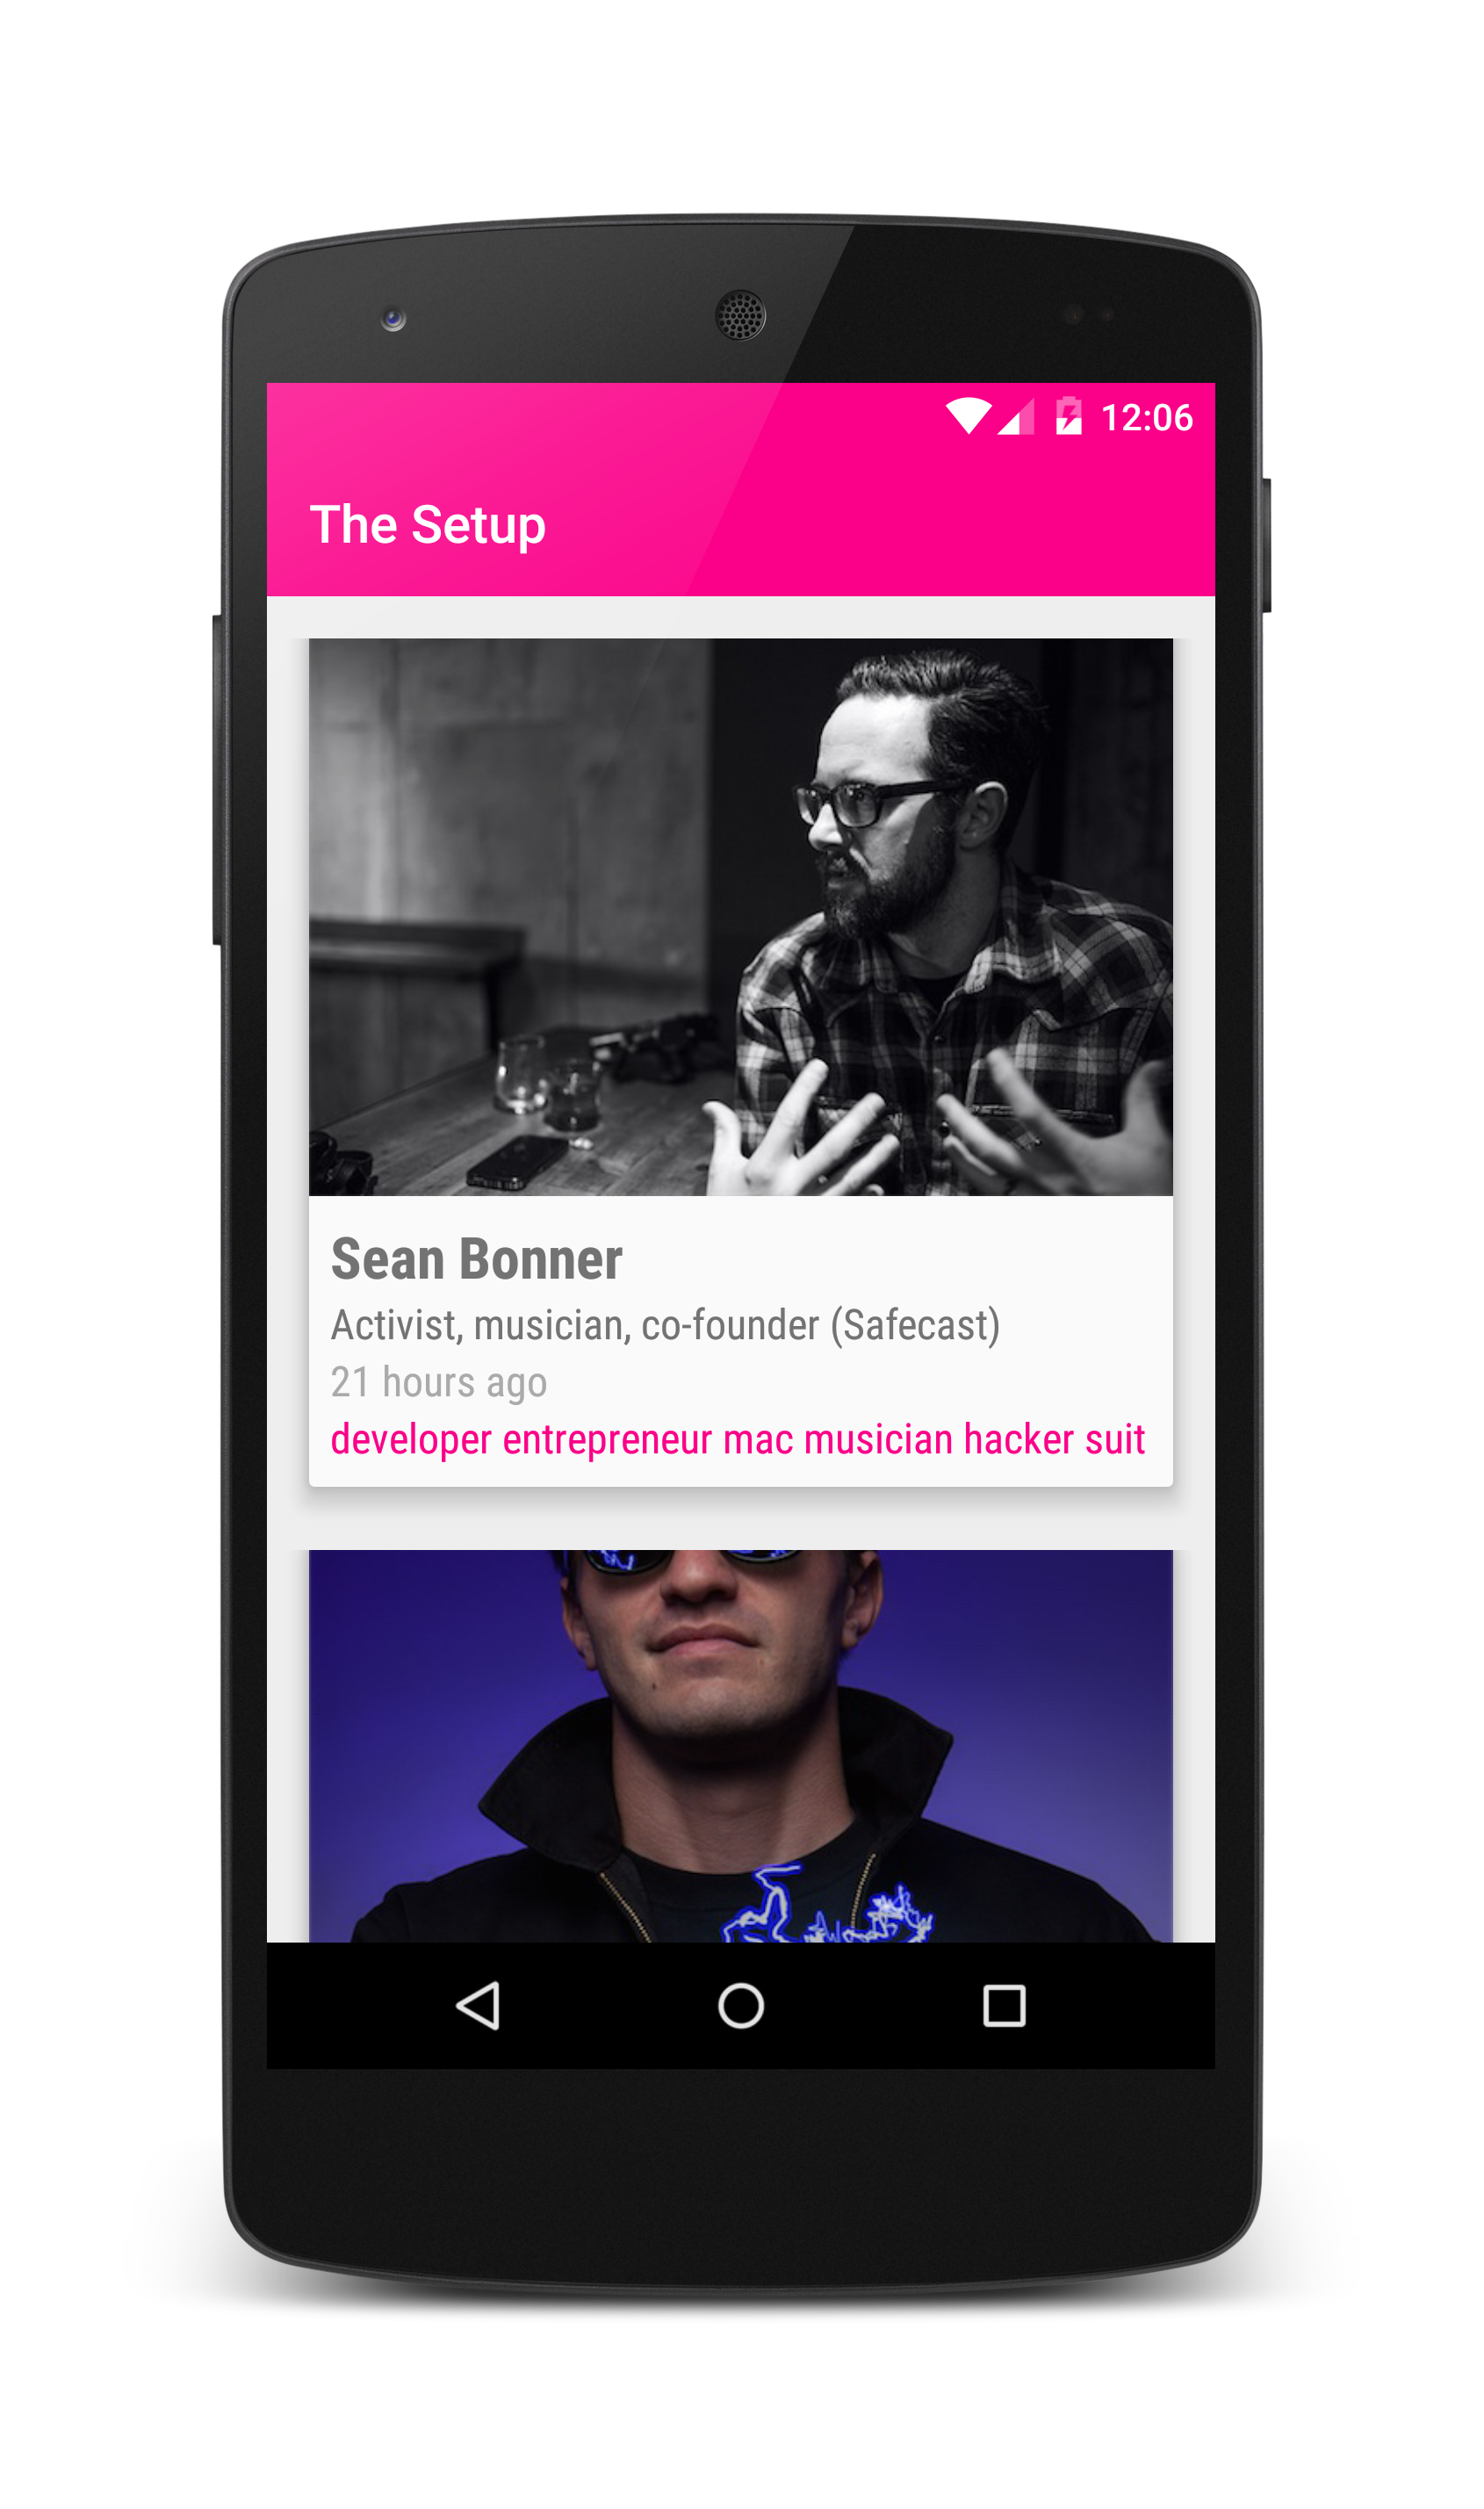 12:06
The Setup
Sean Bonner
Activist, musician, co-founder (Safecast)
21 hours ago
developer entrepreneur mac musician hacker suit